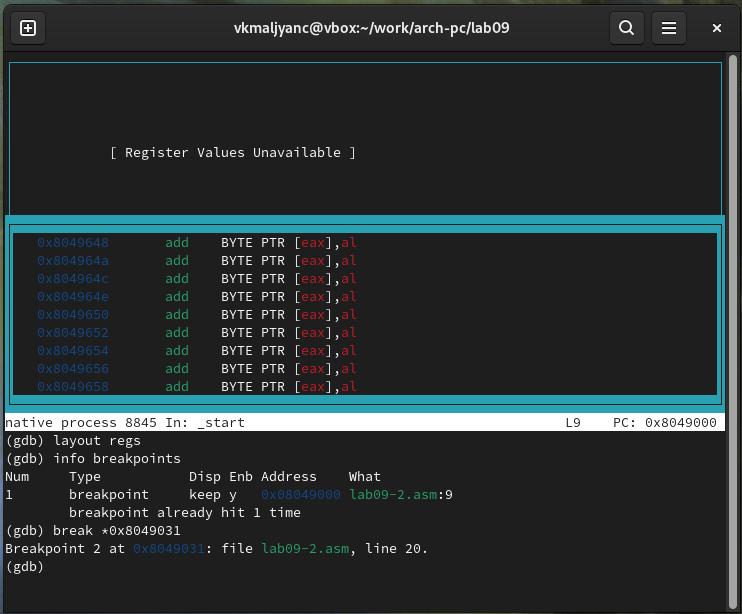 vkmaljyanc@vbox:~/work/arch-pc/lab09
[ Register Values Unavailable ]
0x8049648 add BYTE PTR [eax],al
0x804964a add BYTE PTR [eax],al
0x804964c add BYTE PTR [eax],al
0x804964e add BYTE PTR [eax],al
0x8049650 add BYTE PTR [eax],al
0x8049652 add BYTE PTR [eax],al
0x8049654 add BYTE PTR [eax],al
0x8049656 add BYTE PTR [eax],al
0x8049658 add BYTE PTR [eax],al
native process 8845 In: _start L9 PC: 0x8049000
(gdb) layout regs
(gdb) info breakpoints
Num Type Disp Enb Address What
1 breakpoint keep y 0x08049000 lab09-2.asm:9
breakpoint already hit 1 time
(gdb) break *0x8049031
Breakpoint 2 at 0x8049031: file lab09-2.asm, line 20.
(gdb)